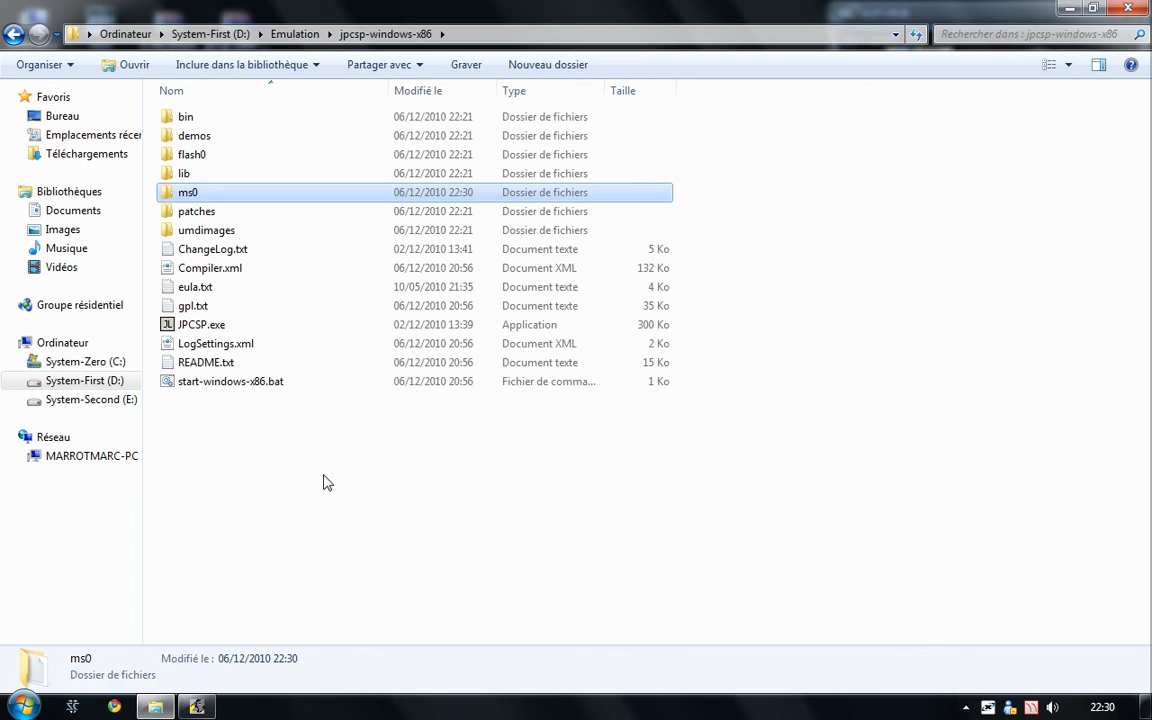 Ordinateur System-First (D:) Emulation jpcsp-windows-x86
Rechercher dans : jpcsp-windows-x86
Organiser Ouvrir Inclure dans la bibliothèque Partager avec Graver Nouveau dossier
Nom Modifié le Type Taille
Favoris
Bureau
Emplacements récer
Téléchargements
Bibliothèques
Documents
Images
Musique
Vidéos
Groupe résidentiel
Ordinateur
System-Zero (C:)
System-First (D:)
System-Second (E:)
Réseau
MARROTMARC-PC
bin 06/12/2010 22:21 Dossier de fichiers
demos 06/12/2010 22:21 Dossier de fichiers
flash0 06/12/2010 22:21 Dossier de fichiers
lib 06/12/2010 22:21 Dossier de fichiers
ms0 06/12/2010 22:30 Dossier de fichiers
patches 06/12/2010 22:21 Dossier de fichiers
umdimages 06/12/2010 22:21 Dossier de fichiers
ChangeLog.txt 02/12/2010 13:41 Document texte 5 Ko
Compiler.xml 06/12/2010 20:56 Document XML 132 Ko
eula.txt 10/05/2010 21:35 Document texte 4 Ko
gpl.txt 06/12/2010 20:56 Document texte 35 Ko
JPCSP.exe 02/12/2010 13:39 Application 300 Ko
LogSettings.xml 06/12/2010 20:56 Document XML 2 Ko
README.txt 06/12/2010 20:56 Document texte 15 Ko
start-windows-x86.bat 06/12/2010 20:56 Fichier de comma... 1 Ko
ms0 Modifié le : 06/12/2010 22:30
Dossier de fichiers
22:30